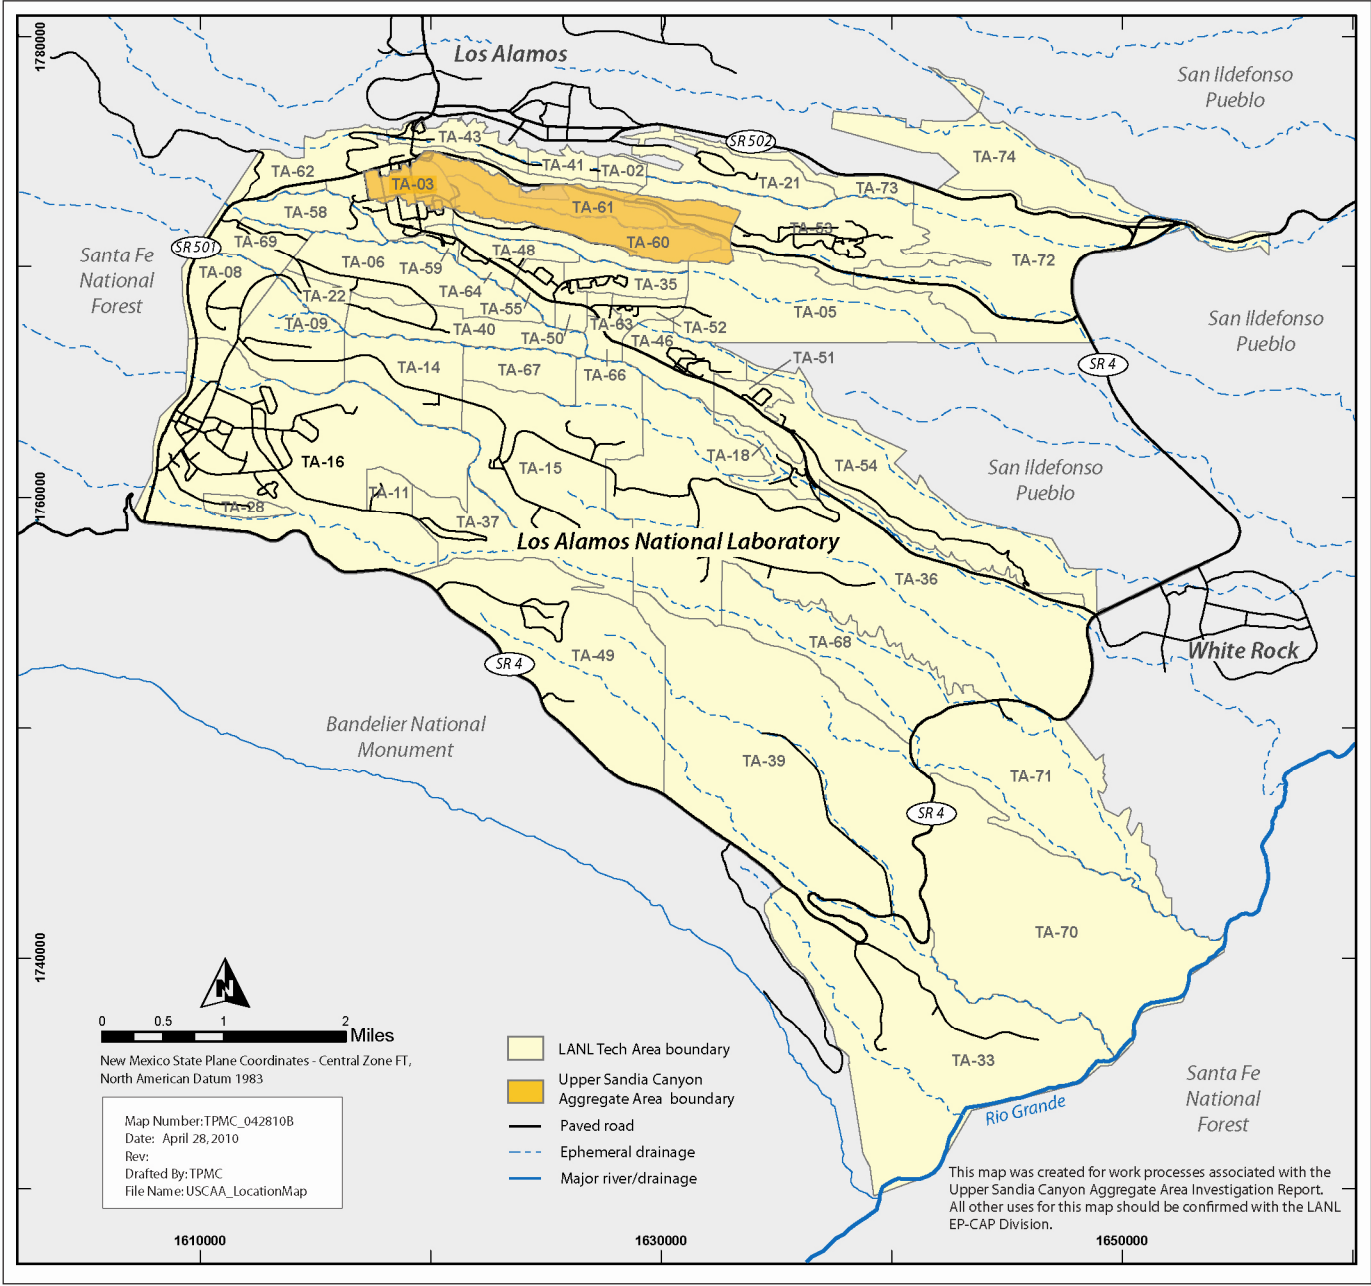 1780000
Los Alamos
San Ildefonso
Pueblo
TA-43
SR 502
TA-74
TA-62
TA-41
TA-02
TA-03
TA-21
TA-73
TA-58
TA-61
TA-53
TA-69
SR 501
TA-48
TA-60
Santa Fe
National
Forest
TA-08
TA-06
TA-59
TA-72
TA-22
TA-64
TA-35
TA-55
TA-05
San Ildefonso
Pueblo
TA-09
TA-40
TA-50
TA-63
TA-52
TA-46
TA-51
SR 4
TA-14
TA-67
TA-66
TA-16
TA-15
TA-18
TA-54
San Ildefonso
Pueblo
1760000
TA-11
TA-28
TA-37
Los Alamos National Laboratory
TA-36
TA-68
White Rock
TA-49
SR 4
Bandelier National
Monument
TA-39
TA-71
SR 4
TA-70
1740000
N
0 0.5 1 2
Miles
New Mexico State Plane Coordinates - Central Zone FT,
North American Datum 1983
Map Number: TPMC_042810B
Date: April 28, 2010
Rev:
Drafted By: TPMC
File Name: USCAA_LocationMap
LANL Tech Area boundary
Upper Sandia Canyon
Aggregate Area boundary
Paved road
Ephemeral drainage
Major river/drainage
TA-33
Rio Grande
Santa Fe
National
Forest
This map was created for work processes associated with the
Upper Sandia Canyon Aggregate Area Investigation Report.
All other uses for this map should be confirmed with the LANL
EP-CAP Division.
1610000
1630000
1650000